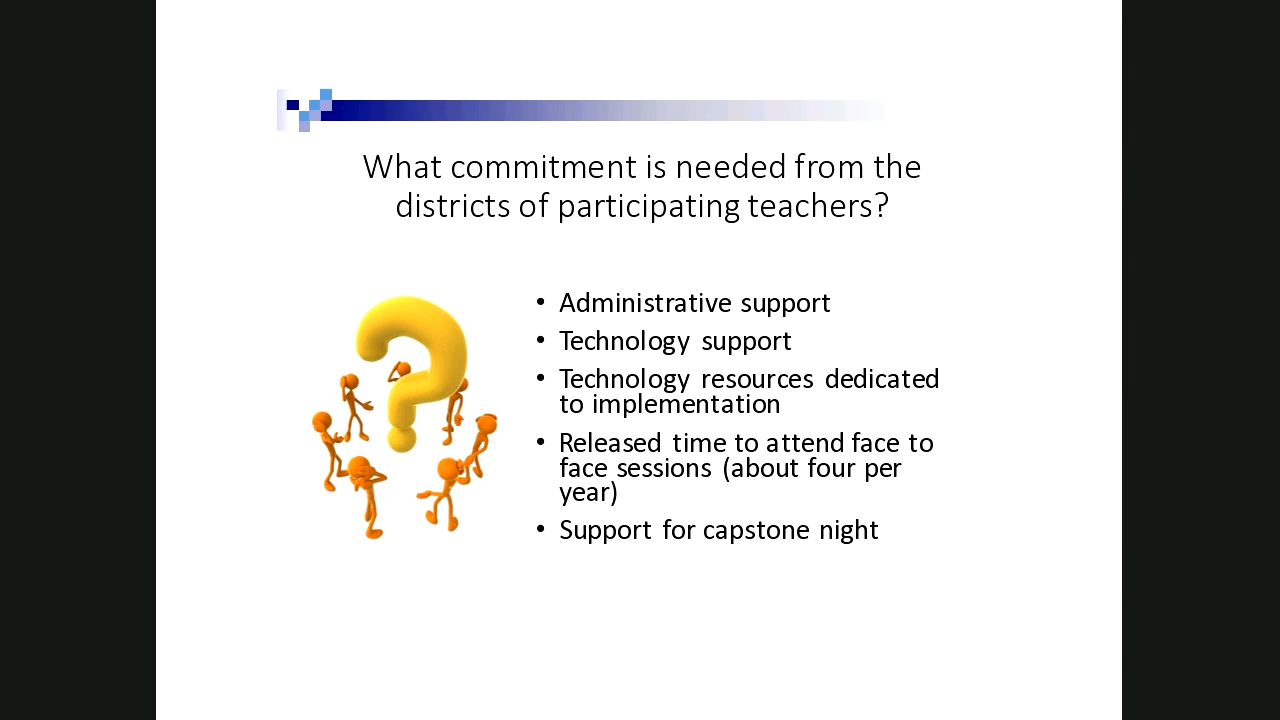 What commitment is needed from the
districts of participating teachers?
• Administrative support
• Technology support
• Technology resources dedicated
to implementation
• Released time to attend face to
face sessions (about four per
year)
• Support for capstone night